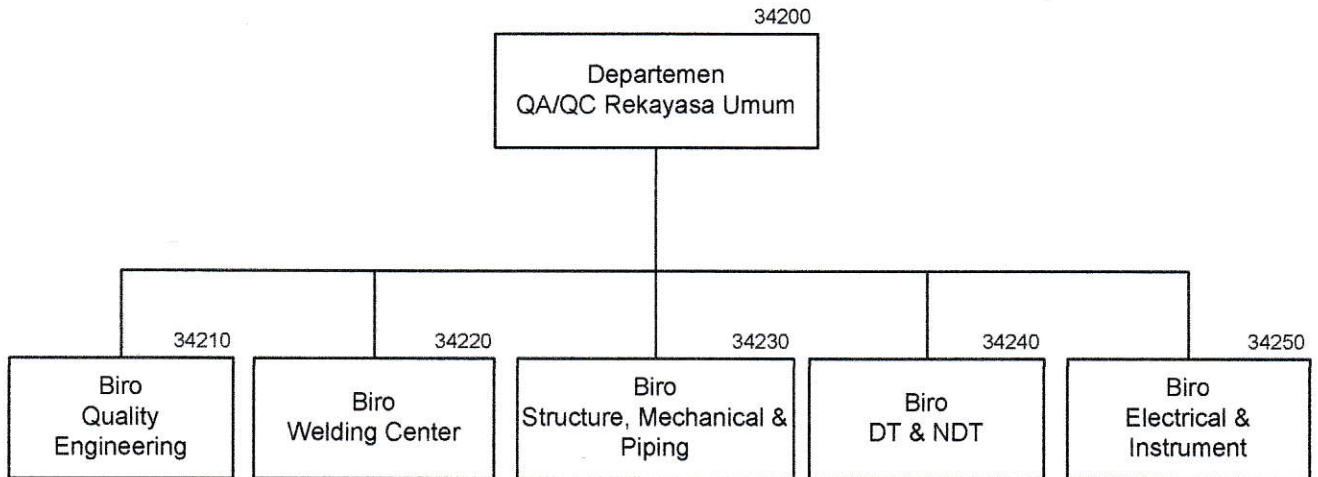 34200
Departemen
QA/QC Rekayasa Umum
34210
Biro
Quality
Engineering
34220
Biro
Welding Center
34230
Biro
Structure, Mechanical &
Piping
34240
Biro
DT & NDT
34250
Biro
Electrical &
Instrument